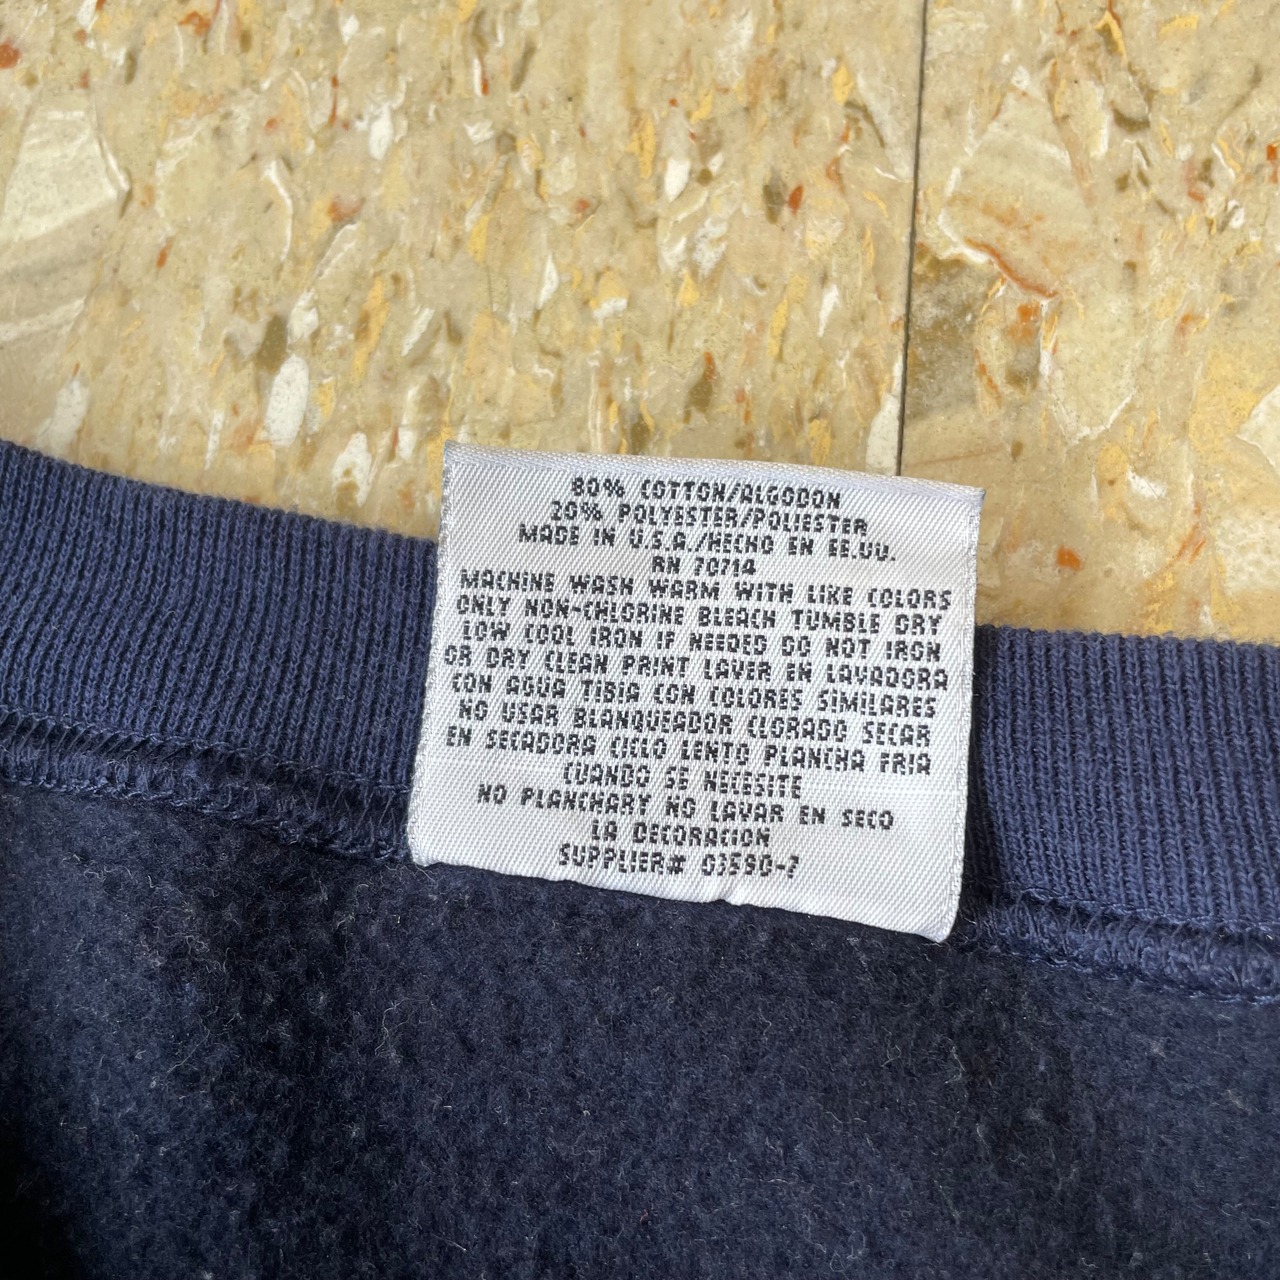 80% COTTON/ALGODON
20% POLYESTER/POLIESTER
MADE IN U.S.A./HECHO EN EE.UU.
RN 70714
MACHINE WASH WARM WITH LIKE COLORS
ONLY NON-CHLORINE BLEACH TUMBLE DRY
LOW COOL IRON IF NEEDED DO NOT IRON
OR DRY CLEAN PRINT LAVER EN LAVADORA
CON AGUA TIBIA CON COLORES SIMILARES
NO USAR BLANQUEADOR CLORADO SECAR
EN SECADORA CICLO LENTO PLANCHA FRIA
CUANDO SE NECESITE
NO PLANCHARY NO LAVAR EN SECO
LA DECORACION
SUPPLIER# 03590-7